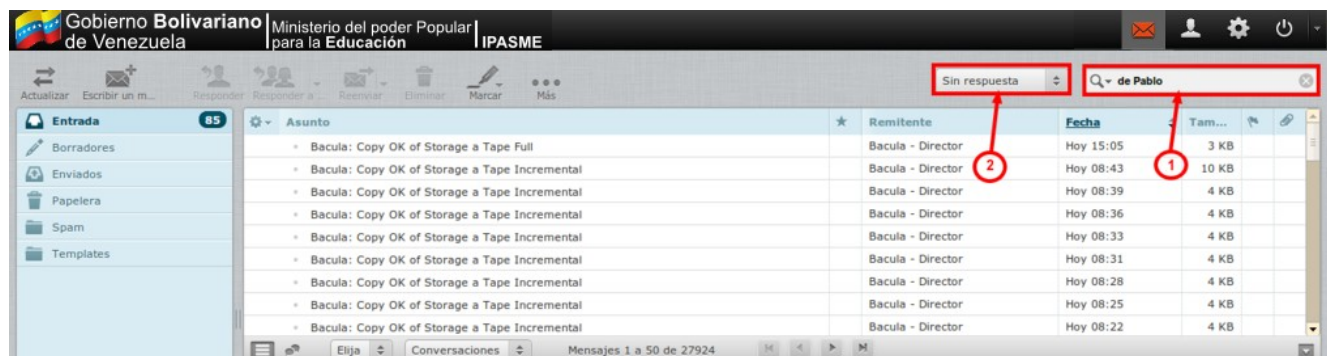 Gobierno Bolivariano
de Venezuela
Ministerio del poder Popular
para la Educación
IPASME
Actualizar Escribir un m... Responder Responder a ... Reenviar Eliminar Marcar Más
Sin respuesta
de Pablo
Entrada 85
Borradores
Enviados
Papelera
Spam
Templates
Asunto Remitente Fecha Tam...
Bacula: Copy OK of Storage a Tape Full Bacula - Director Hoy 15:05 3 KB
Bacula: Copy OK of Storage a Tape Incremental Bacula - Director Hoy 08:43 10 KB
Bacula: Copy OK of Storage a Tape Incremental Bacula - Director Hoy 08:39 4 KB
Bacula: Copy OK of Storage a Tape Incremental Bacula - Director Hoy 08:36 4 KB
Bacula: Copy OK of Storage a Tape Incremental Bacula - Director Hoy 08:33 4 KB
Bacula: Copy OK of Storage a Tape Incremental Bacula - Director Hoy 08:31 4 KB
Bacula: Copy OK of Storage a Tape Incremental Bacula - Director Hoy 08:28 4 KB
Bacula: Copy OK of Storage a Tape Incremental Bacula - Director Hoy 08:25 4 KB
Bacula: Copy OK of Storage a Tape Incremental Bacula - Director Hoy 08:22 4 KB
2
1
Elija Conversaciones Mensajes 1 a 50 de 27924